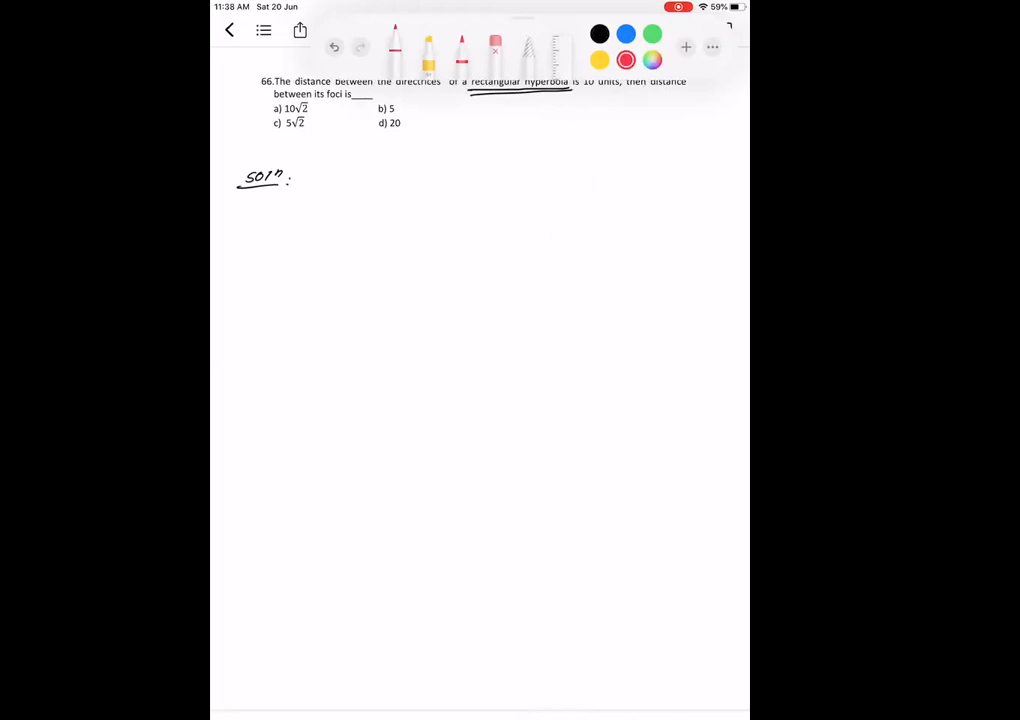 11:38 AM Sat 20 Jun 59%
66.The distance between the directrices of a rectangular hyperbola is 10 units, then distance
between its foci is____
a) 10√2 b) 5
c) 5√2 d) 20
Solⁿ :